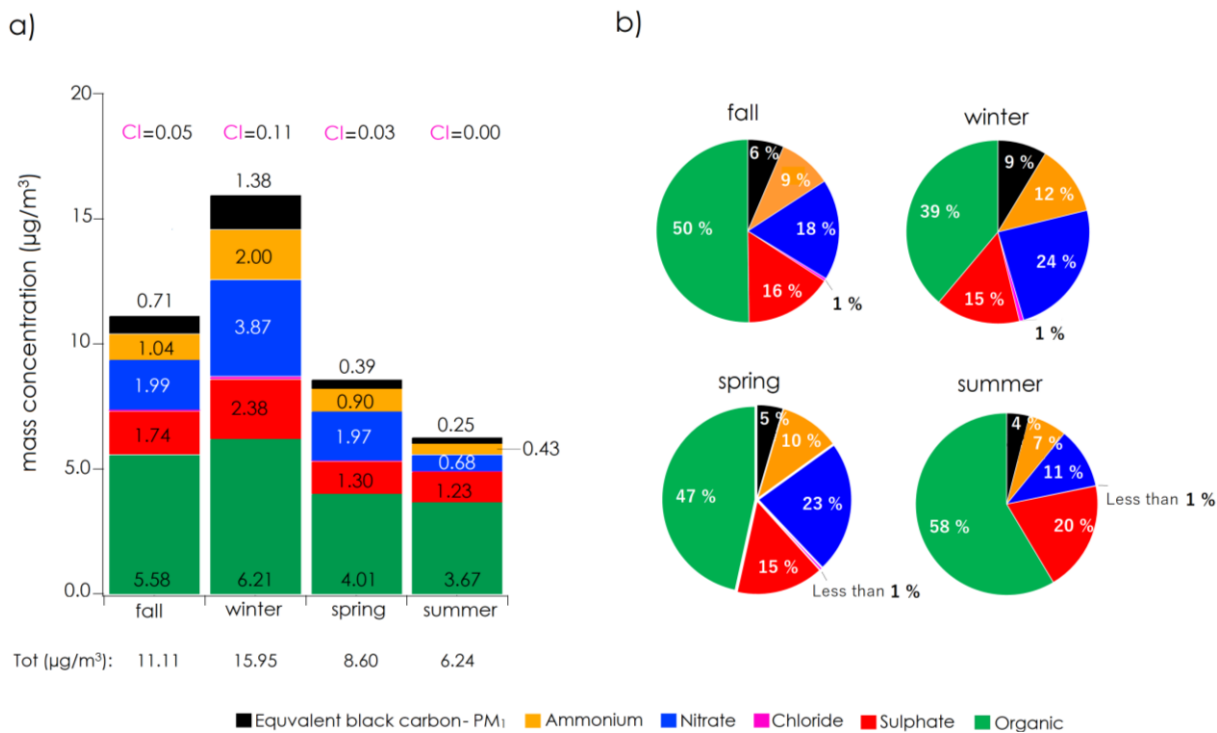 a)
mass concentration (µg/m³)
20
15
10
5.0
0.0
Cl=0.05
Cl=0.11
Cl=0.03
Cl=0.00
0.71
1.04
1.99
1.74
5.58
1.38
2.00
3.87
2.38
6.21
0.39
0.90
1.97
1.30
4.01
0.25
0.43
0.68
1.23
3.67
fall winter spring summer
Tot (µg/m³): 11.11 15.95 8.60 6.24
b)
fall
6 %
9 %
18 %
1 %
16 %
50 %
winter
9 %
12 %
24 %
1 %
15 %
39 %
spring
5 %
10 %
23 %
Less than 1 %
15 %
47 %
summer
4 %
7 %
11 %
Less than 1 %
20 %
58 %
Equvalent black carbon- PM₁ Ammonium Nitrate Chloride Sulphate Organic